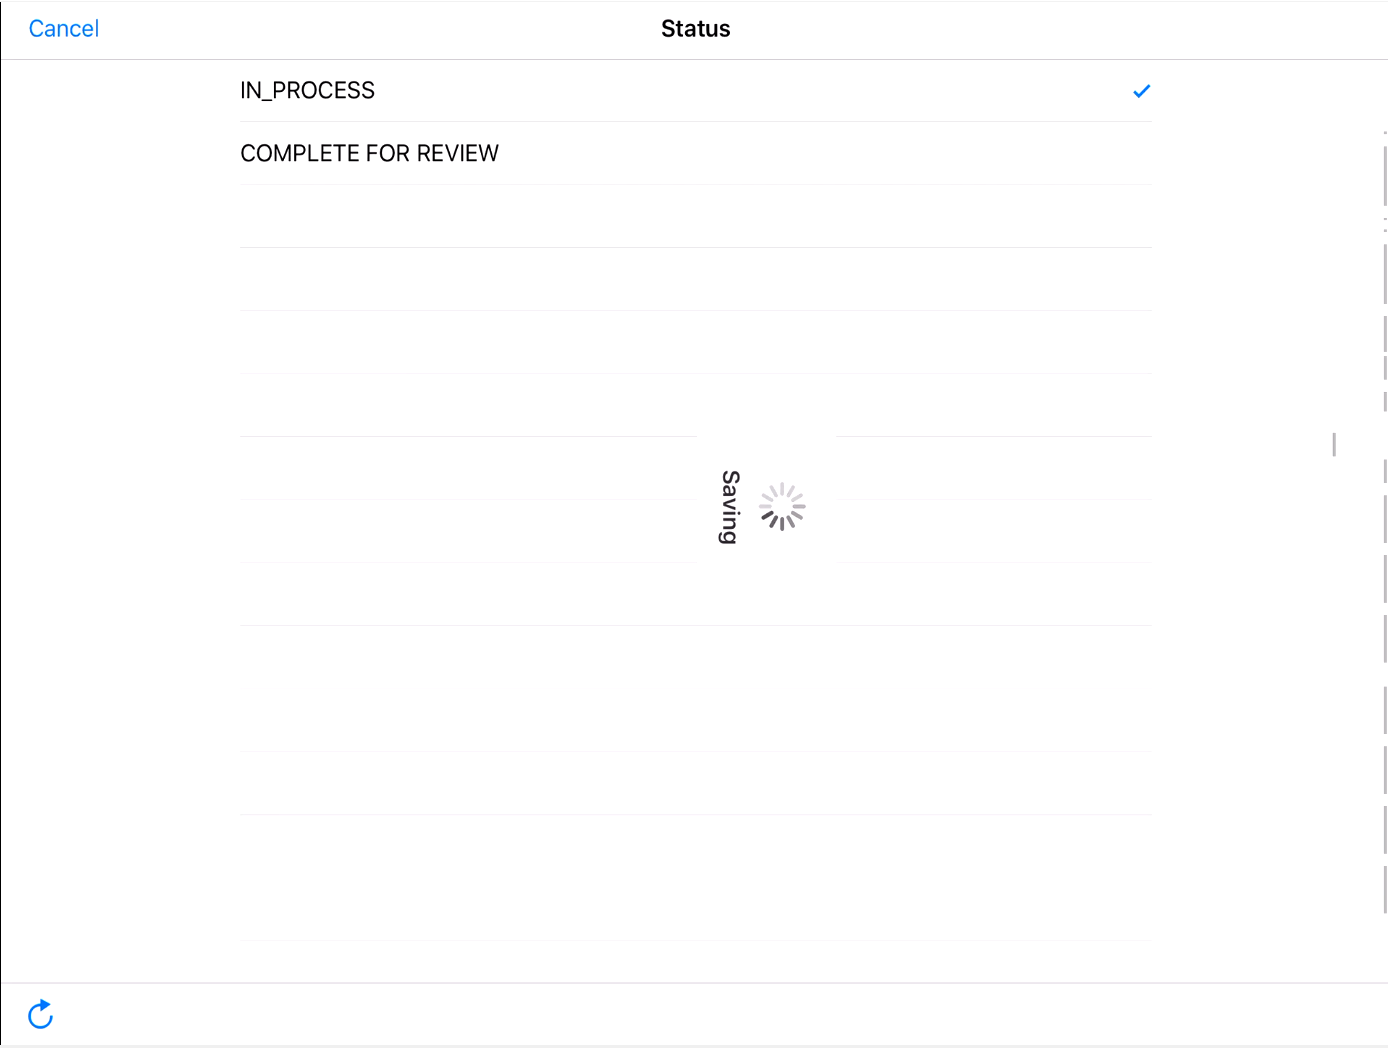 Cancel
Status
IN_PROCESS
COMPLETE FOR REVIEW
Saving